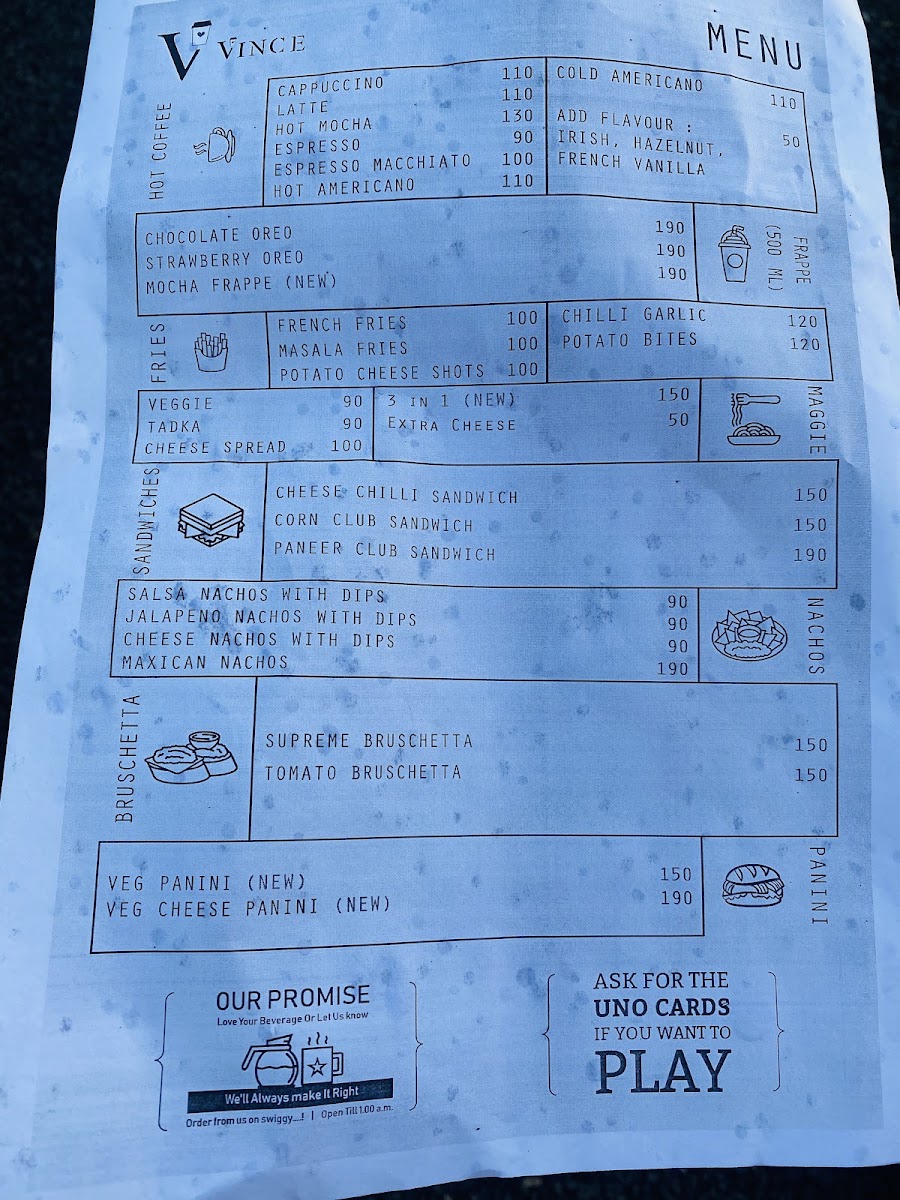 V VINCE
MENU
HOT COFFEE
CAPPUCCINO 110
LATTE 110
HOT MOCHA 130
ESPRESSO 90
ESPRESSO MACCHIATO 100
HOT AMERICANO 110
COLD AMERICANO 110
ADD FLAVOUR :
IRISH, HAZELNUT, 50
FRENCH VANILLA
FRAPPE
(500 ML)
CHOCOLATE OREO 190
STRAWBERRY OREO 190
MOCHA FRAPPE (NEW) 190
FRIES
FRENCH FRIES 100
MASALA FRIES 100
POTATO CHEESE SHOTS 100
CHILLI GARLIC 120
POTATO BITES 120
MAGGIE
VEGGIE 90
TADKA 90
CHEESE SPREAD 100
3 IN 1 (NEW) 150
EXTRA CHEESE 50
SANDWICHES
CHEESE CHILLI SANDWICH 150
CORN CLUB SANDWICH 150
PANEER CLUB SANDWICH 190
NACHOS
SALSA NACHOS WITH DIPS 90
JALAPENO NACHOS WITH DIPS 90
CHEESE NACHOS WITH DIPS 90
MAXICAN NACHOS 190
BRUSCHETTA
SUPREME BRUSCHETTA 150
TOMATO BRUSCHETTA 150
PANINI
VEG PANINI (NEW) 150
VEG CHEESE PANINI (NEW) 190
OUR PROMISE
Love Your Beverage Or Let Us know
We'll Always make It Right
Order from us on swiggy....! | Open Till 1.00 a.m.
ASK FOR THE
UNO CARDS
IF YOU WANT TO
PLAY